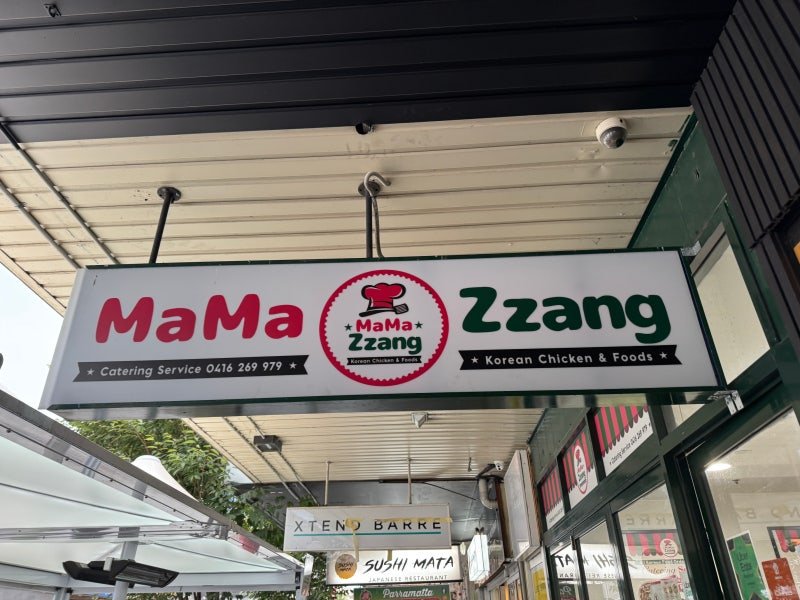 MaMa
★ Catering Service 0416 269 979 ★
★ MaMa ★
Zzang
Korean Chicken & Foods
Zzang
★ Korean Chicken & Foods ★
XTEND BARRE
SUSHI MATA
JAPANESE RESTAURANT
Parramatta